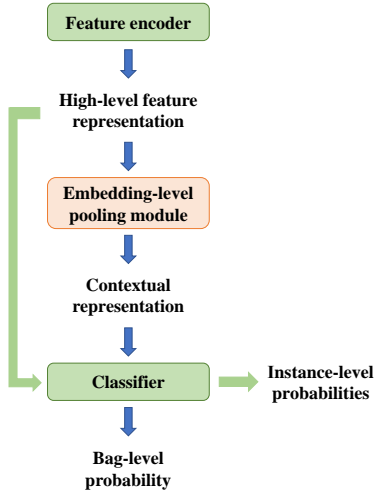 Feature encoder
High-level feature
representation
Embedding-level
pooling module
Contextual
representation
Classifier
Instance-level
probabilities
Bag-level
probability